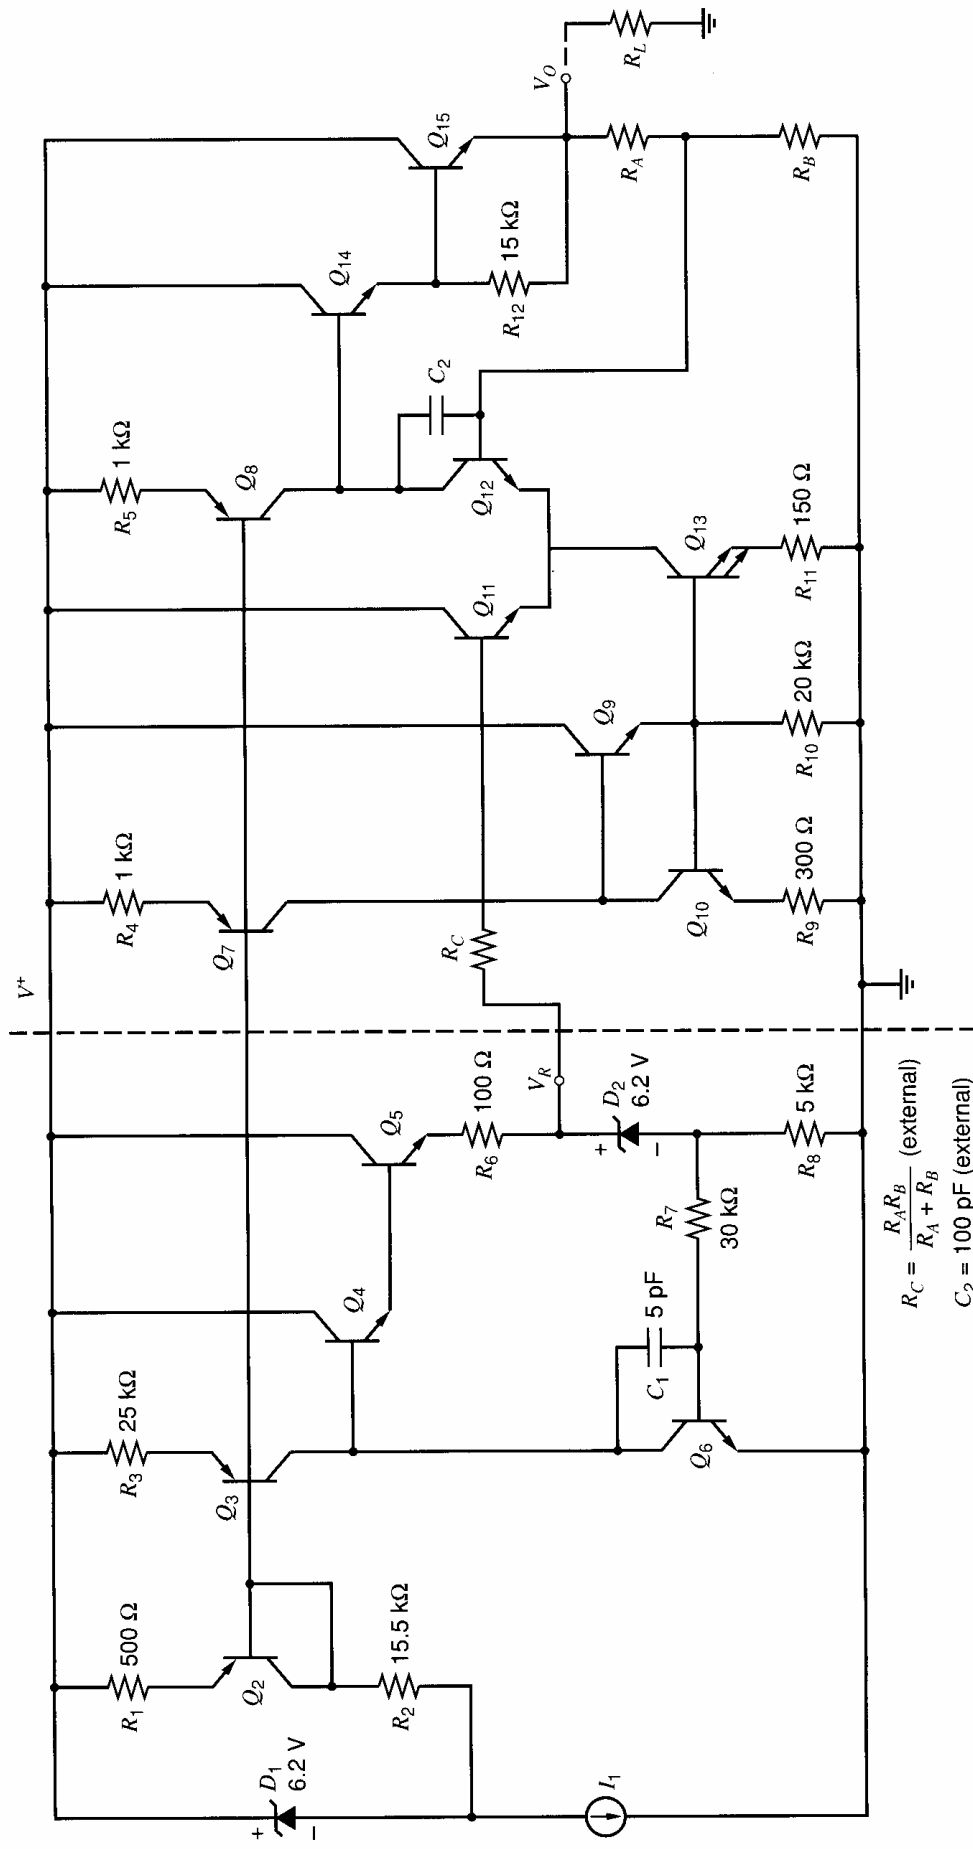 V⁺
R₁ 500 Ω
R₃ 25 kΩ
R₄ 1 kΩ
R₅ 1 kΩ
D₁
6.2 V
+
−
Q₂
R₂ 15.5 kΩ
I₁
Q₃
Q₄
Q₅
R₆ 100 Ω
V_R
C₁ 5 pF
Q₆
R₇
30 kΩ
+
−
D₂
6.2 V
R₈ 5 kΩ
Q₇
R_C
Q₈
Q₉
Q₁₀
R₉ 300 Ω
R₁₀ 20 kΩ
Q₁₁
Q₁₂
C₂
Q₁₃
R₁₁ 150 Ω
Q₁₄
Q₁₅
R₁₂ 15 kΩ
V_O
R_L
R_A
R_B
R_C = R_A R_B / R_A + R_B (external)
C₂ = 100 pF (external)